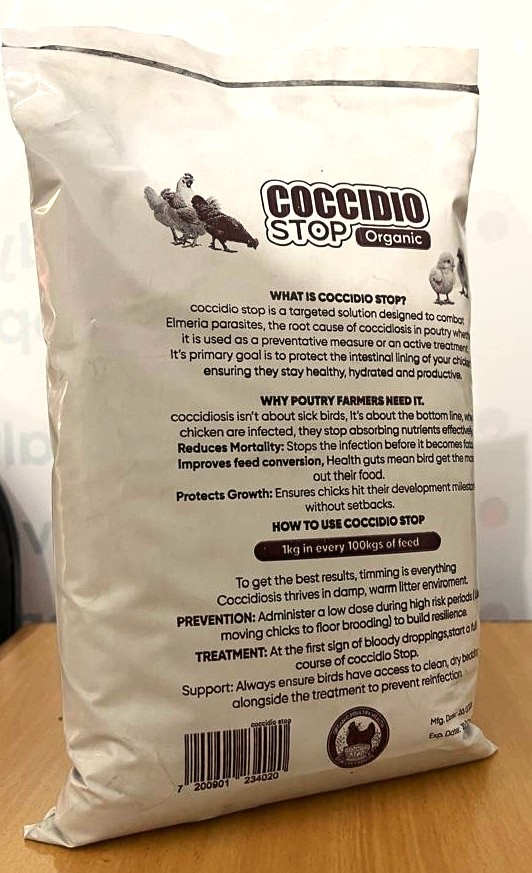 COCCIDIO
STOP Organic
WHAT IS COCCIDIO STOP?
coccidio stop is a targeted solution designed to combat
Elmeria parasites, the root cause of coccidiosis in poutry
it is used as a preventative measure or an active treatment.
It's primary goal is to protect the intestinal lining of your
ensuring they stay healthy, hydrated and productive.
WHY POUTRY FARMERS NEED IT.
coccidiosis isn't about sick birds, It's about the bottom line,
chicken are infected, they stop absorbing nutrients effectively
Reduces Mortality: Stops the infection before it becomes
Improves feed conversion, Health guts mean bird get the
out their food.
Protects Growth: Ensures chicks hit their development
without setbacks.
HOW TO USE COCCIDIO STOP
1kg in every 100kgs of feed
To get the best results, timming is everything
Coccidiosis thrives in damp, warm litter enviroment.
PREVENTION: Administer a low dose during high risk periods
moving chicks to floor brooding) to build resilience.
TREATMENT: At the first sign of bloody droppings,start a
course of coccidio Stop.
Support: Always ensure birds have access to clean, dry
alongside the treatment to prevent reinfection
coccidio stop
7 200901 234020
Mfg. Date:
Exp. Date: